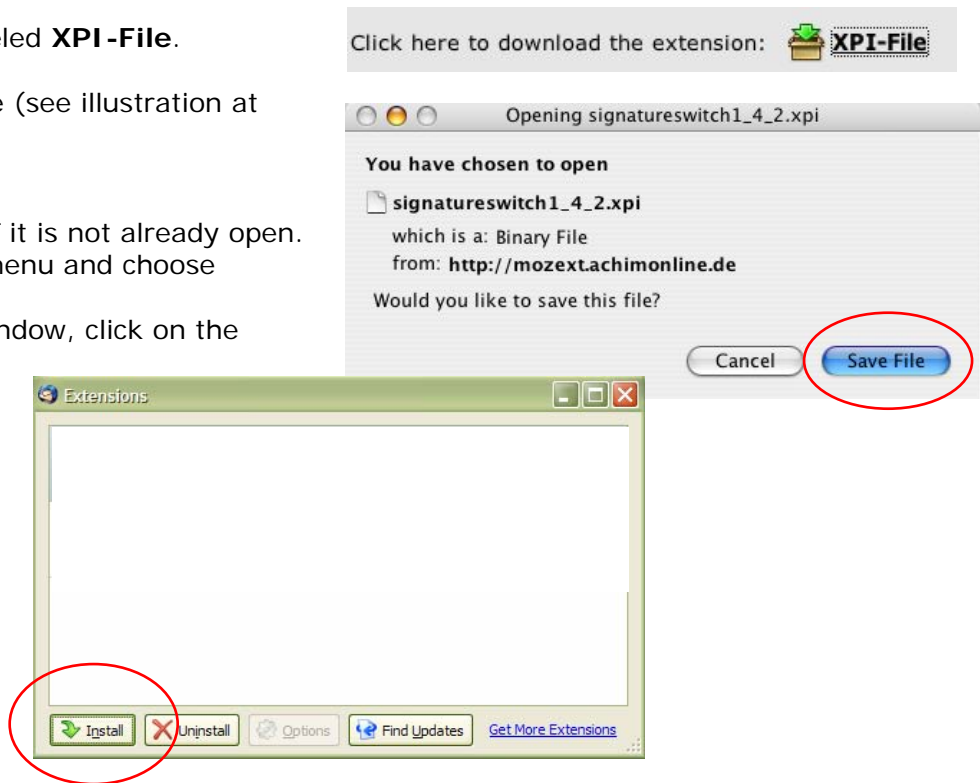 led XPI-File.
(see illustration at
it is not already open.
enu and choose
ndow, click on the
Click here to download the extension: XPI-File
Opening signatureswitch1_4_2.xpi
You have chosen to open
signatureswitch1_4_2.xpi
which is a: Binary File
from: http://mozext.achimonline.de
Would you like to save this file?
Cancel Save File
Extensions
Install Uninstall Options Find Updates Get More Extensions